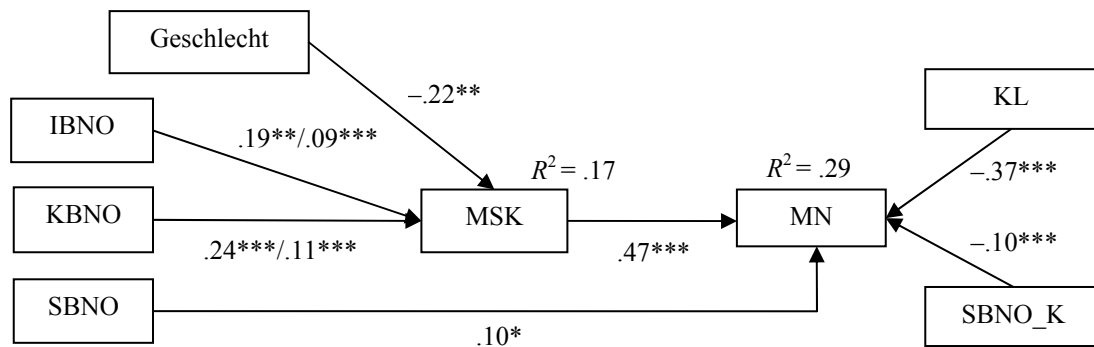 Geschlecht
–.22**
KL
IBNO
.19**/.09***
R² = .17
R² = .29
–.37***
KBNO
MSK
MN
.24***/.11***
.47***
–.10***
SBNO
SBNO_K
.10*